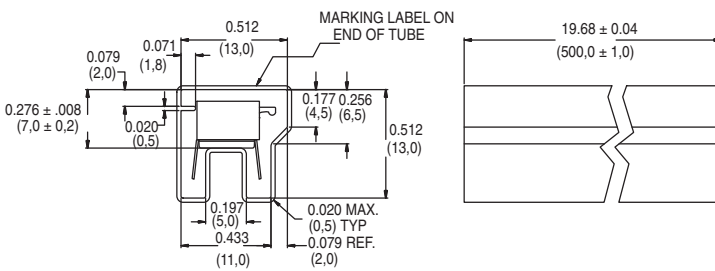 MARKING LABEL ON
END OF TUBE
0.512
(13,0)
19.68 ± 0.04
(500,0 ± 1,0)
0.071
(1,8)
0.079
(2,0)
0.276 ± .008
(7,0 ± 0,2)
0.020
(0,5)
0.177
(4,5)
0.256
(6,5)
0.512
(13,0)
0.197
(5,0)
0.433
(11,0)
0.020 MAX.
(0,5) TYP
0.079 REF.
(2,0)